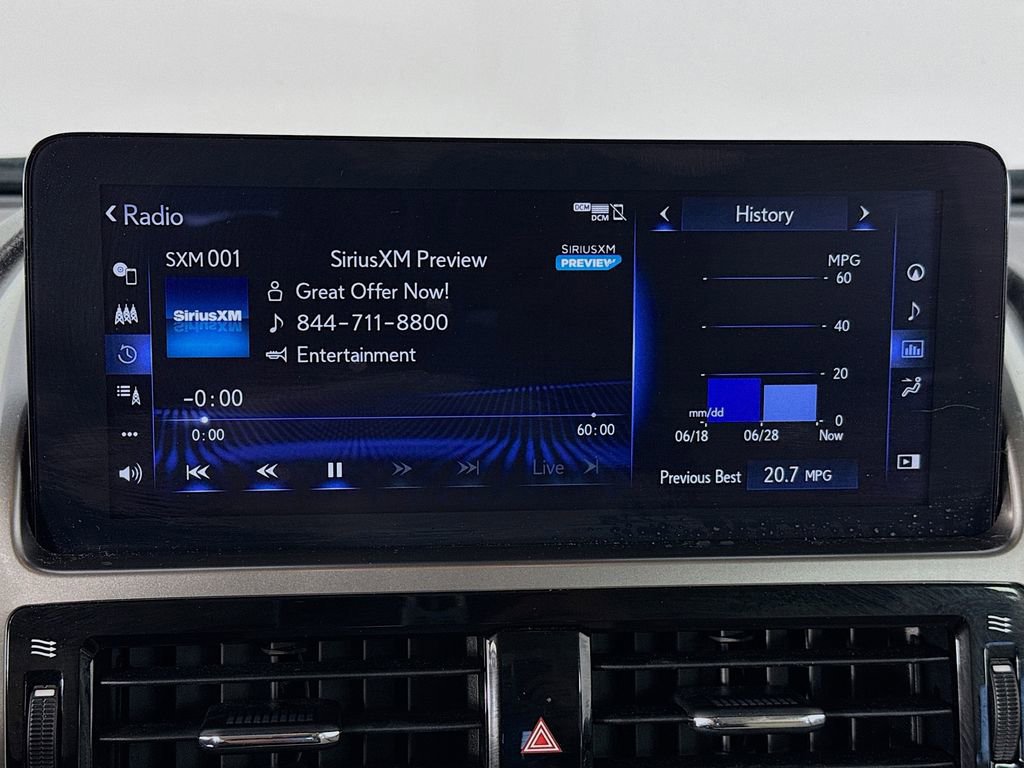 Radio
DCM
DCM
SXM 001
SiriusXM Preview
SIRIUSXM
PREVIEW
SiriusXM
Great Offer Now!
844-711-8800
Entertainment
-0:00
0:00
60:00
Live
History
MPG
60
40
20
0
mm/dd
06/18
06/28
Now
Previous Best
20.7 MPG